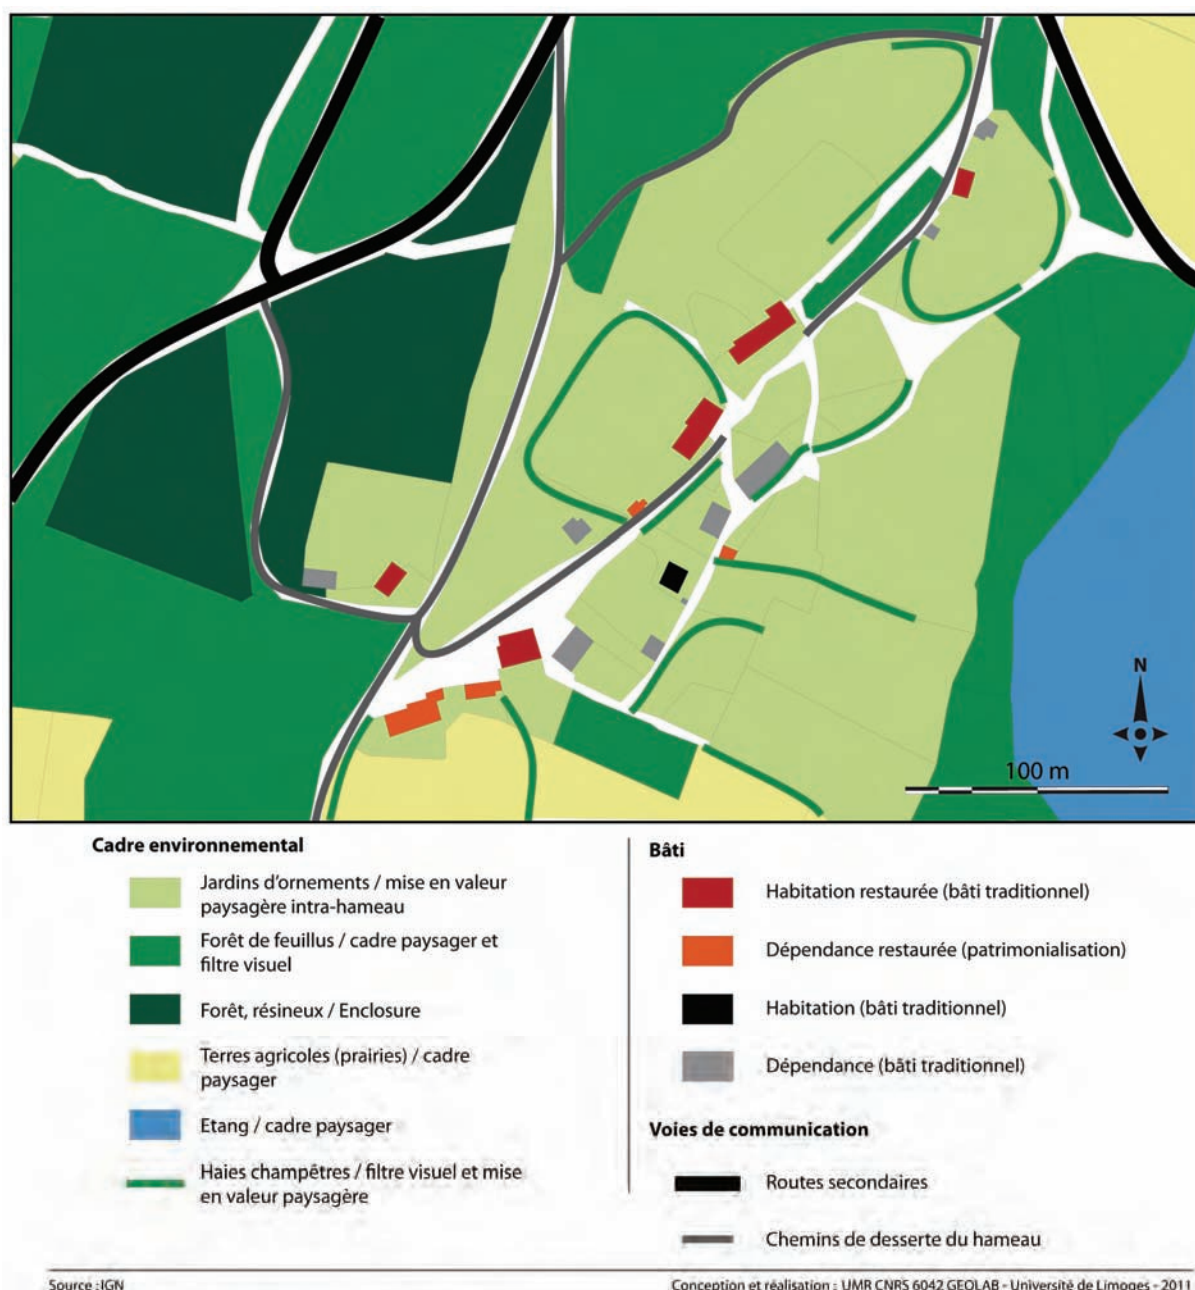 N
100 m
Cadre environmental
Jardins d'ornements / mise en valeur
paysagère intra-hameau
Forêt de feuillus / cadre paysager et
filtre visuel
Forêt, résineux / Enclosure
Terres agricoles (prairies) / cadre
paysager
Etang / cadre paysager
Haies champêtres / filtre visuel et mise
en valeur paysagère
Bâti
Habitation restaurée (bâti traditionnel)
Dépendance restaurée (patrimonialisation)
Habitation (bâti traditionnel)
Dépendance (bâti traditionnel)
Voies de communication
Routes secondaires
Chemins de desserte du hameau
Source : IGN
Conception et réalisation : UMR CNRS 6042 GEOLAB - Université de Limoges - 2011